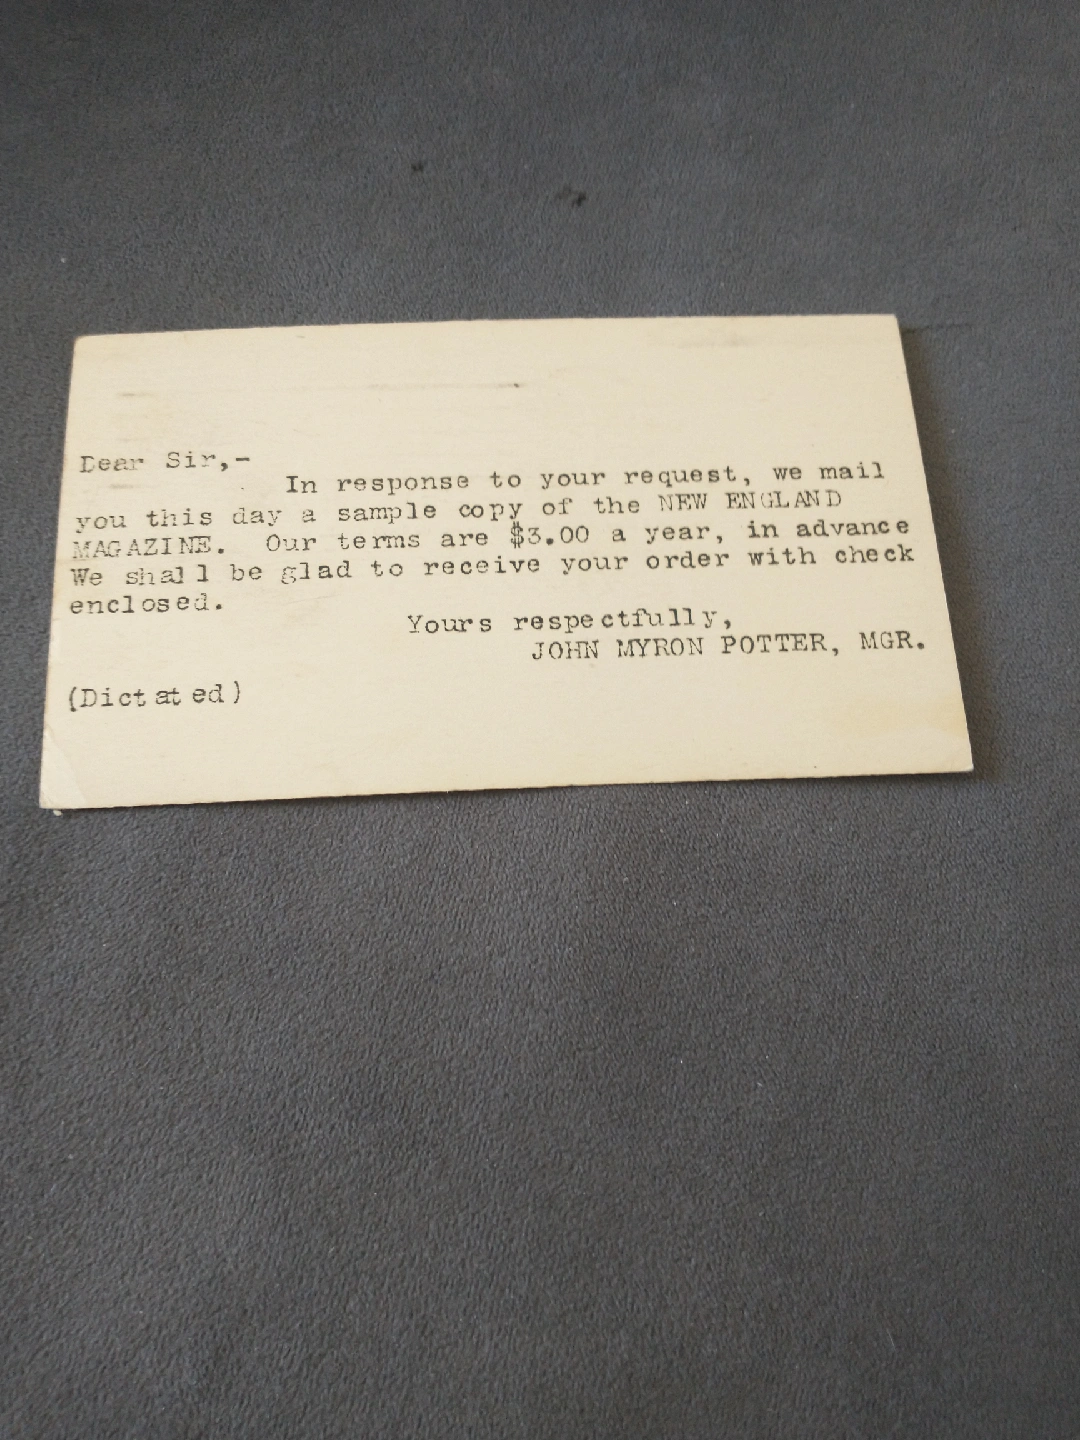 Dear Sir,-
In response to your request, we mail
you this day a sample copy of the NEW ENGLAND
MAGAZINE. Our terms are $3.00 a year, in advance
We shall be glad to receive your order with check
enclosed.
Yours respectfully,
JOHN MYRON POTTER, MGR.
(Dictated)